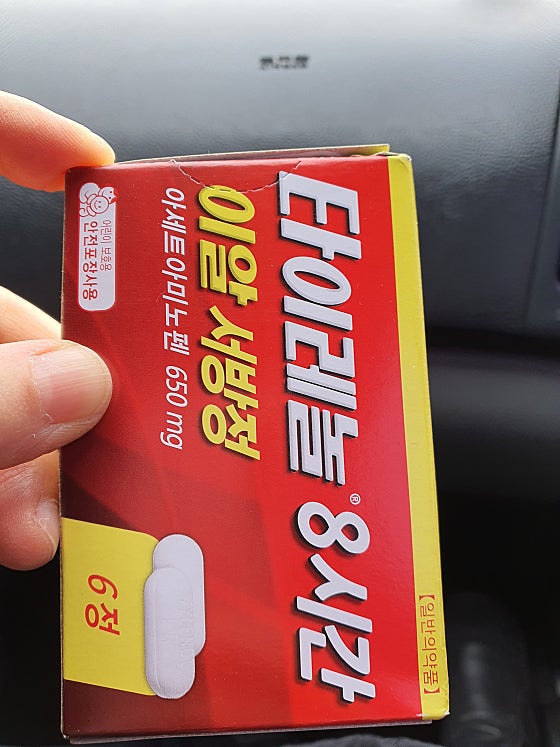 【일반의약품】
타이레놀® 8시간
이알 서방정
아세트아미노펜 650 mg
어린이 보호용
안전포장사용
6정